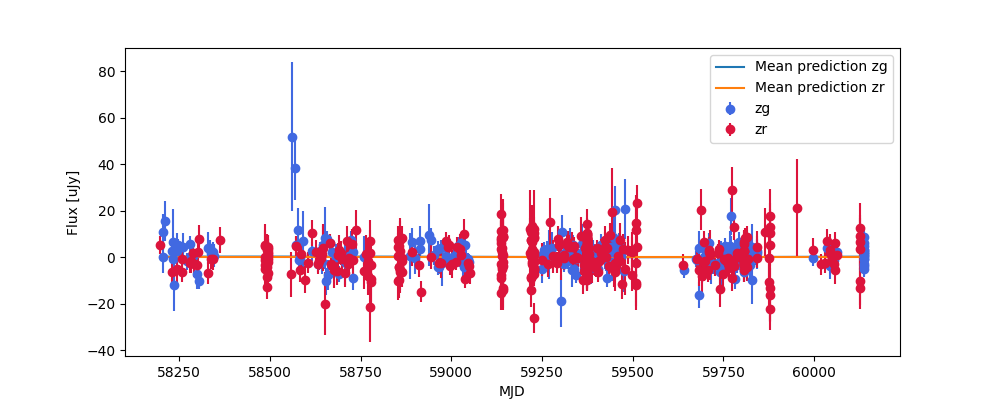 Mean prediction zg
Mean prediction zr
zg
zr
80
60
40
20
0
−20
−40
Flux [uJy]
58250
58500
58750
59000
59250
59500
59750
60000
MJD